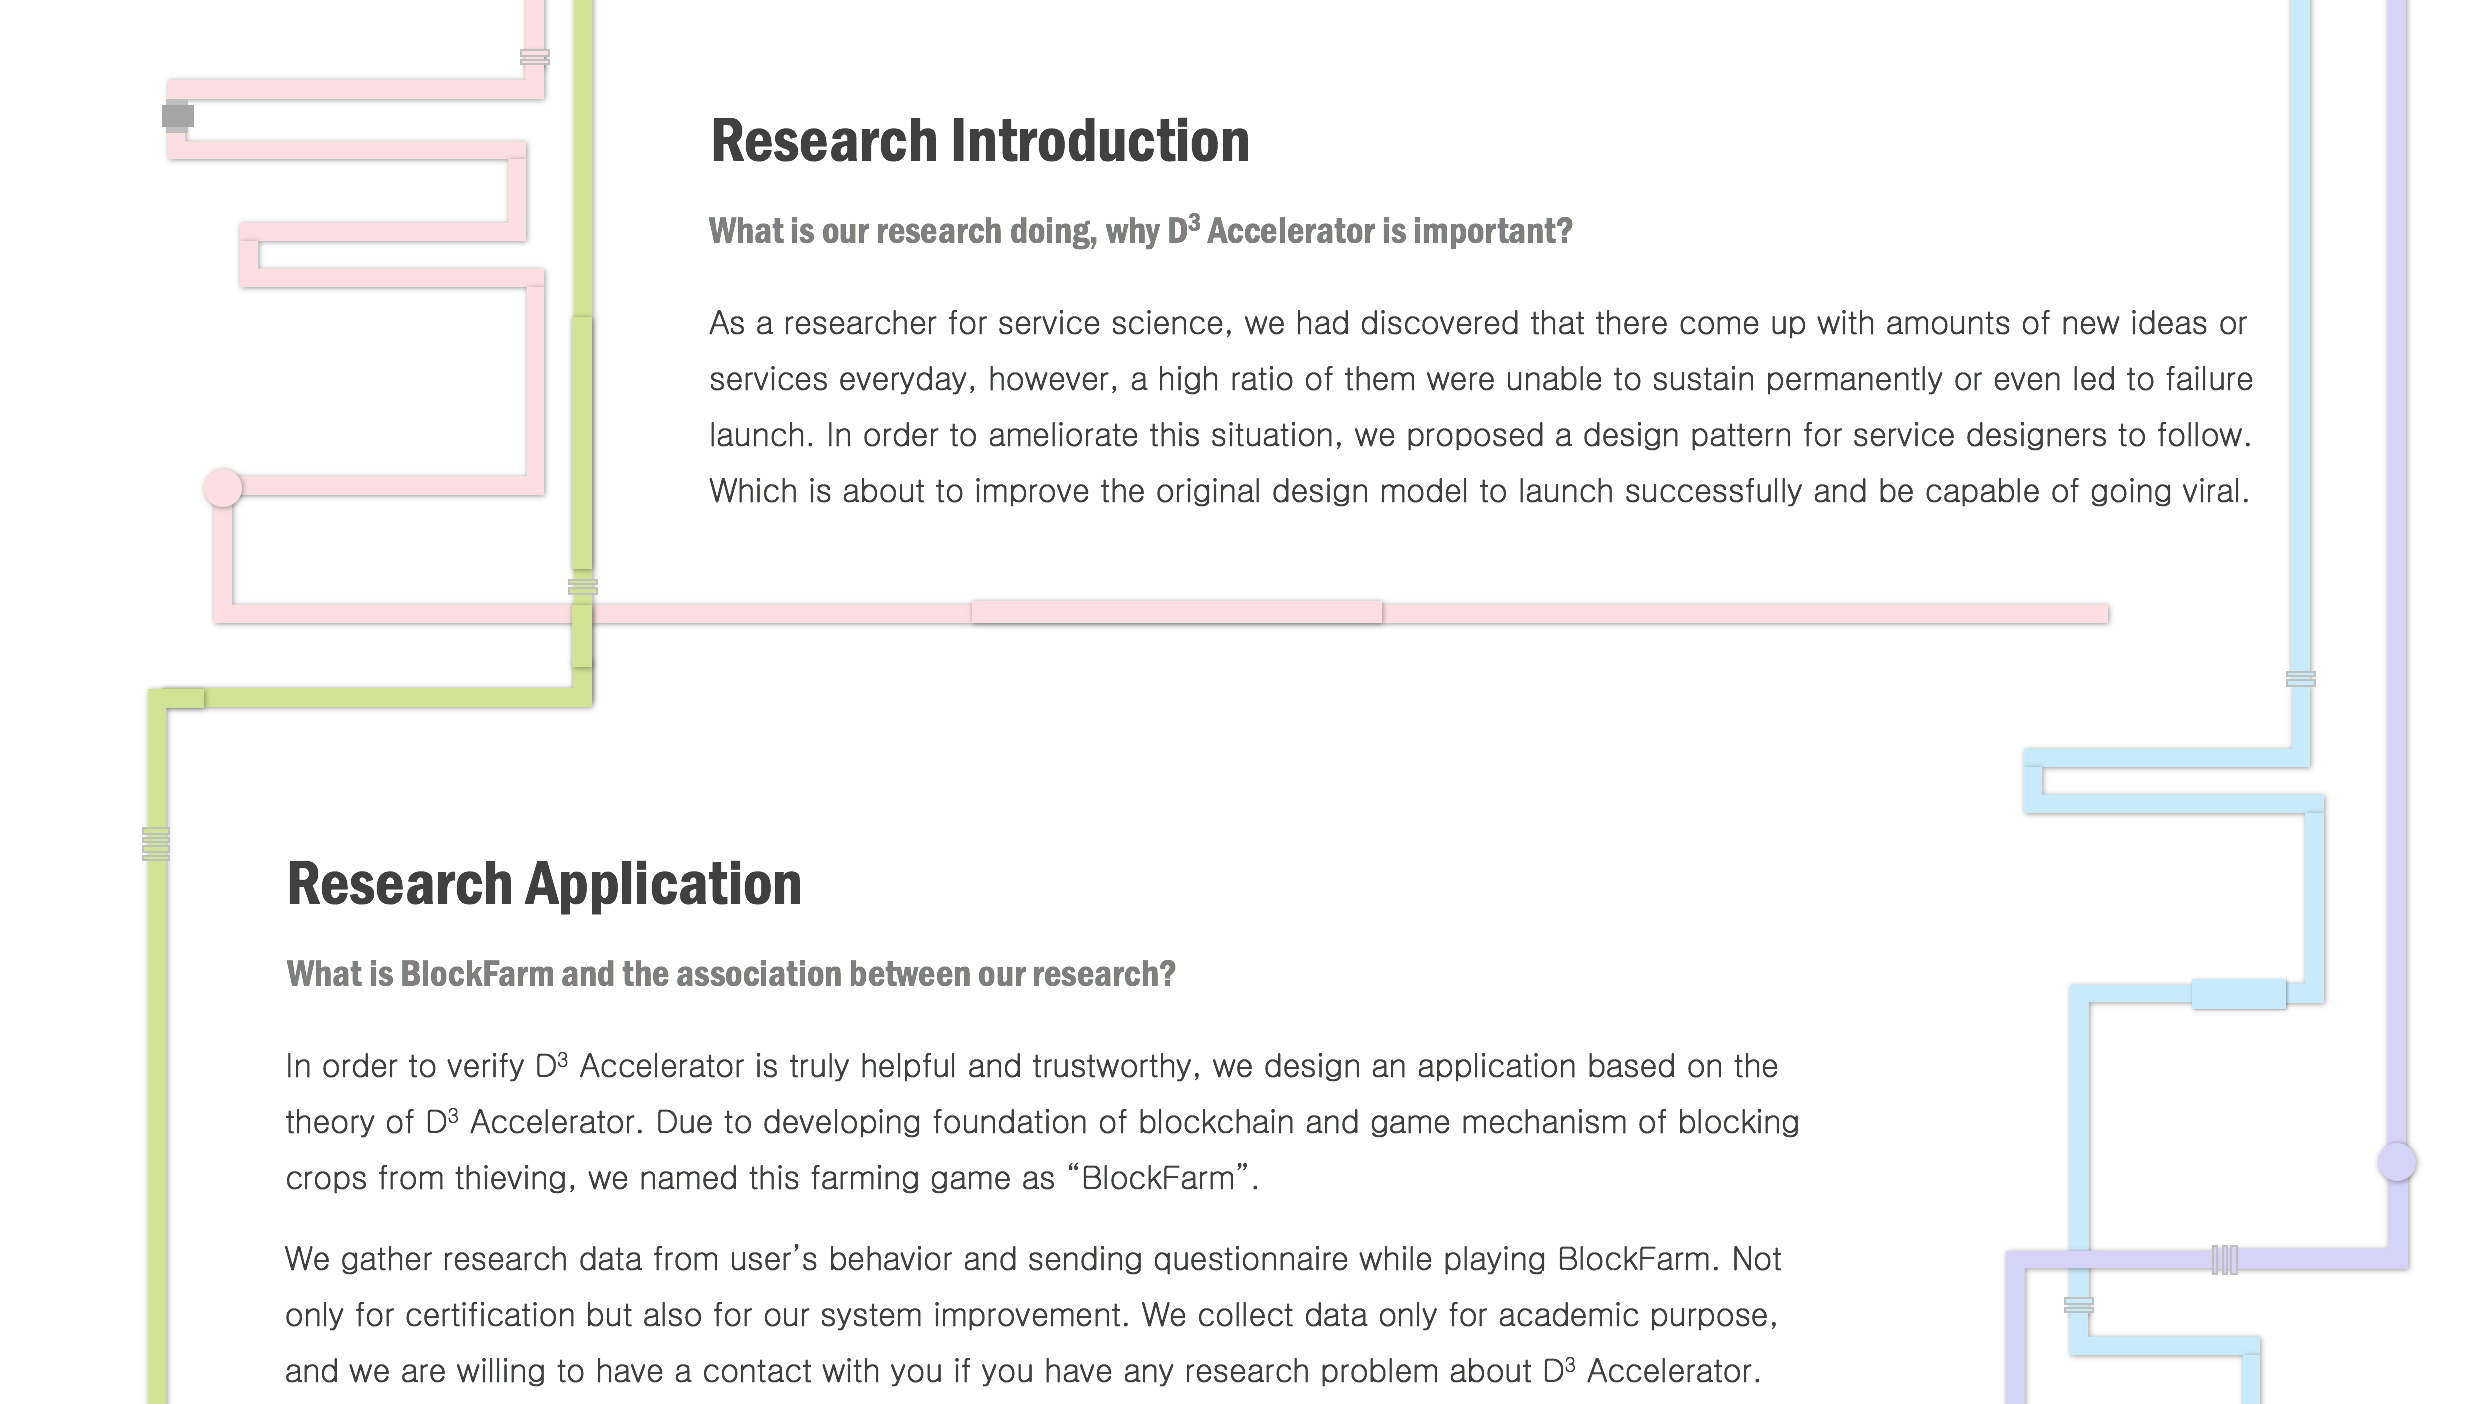 Research Introduction
What is our research doing, why D³ Accelerator is important?
As a researcher for service science, we had discovered that there come up with amounts of new ideas or
services everyday, however, a high ratio of them were unable to sustain permanently or even led to failure
launch. In order to ameliorate this situation, we proposed a design pattern for service designers to follow.
Which is about to improve the original design model to launch successfully and be capable of going viral.
Research Application
What is BlockFarm and the association between our research?
In order to verify D³ Accelerator is truly helpful and trustworthy, we design an application based on the
theory of D³ Accelerator. Due to developing foundation of blockchain and game mechanism of blocking
crops from thieving, we named this farming game as “BlockFarm”.
We gather research data from user’s behavior and sending questionnaire while playing BlockFarm. Not
only for certification but also for our system improvement. We collect data only for academic purpose,
and we are willing to have a contact with you if you have any research problem about D³ Accelerator.